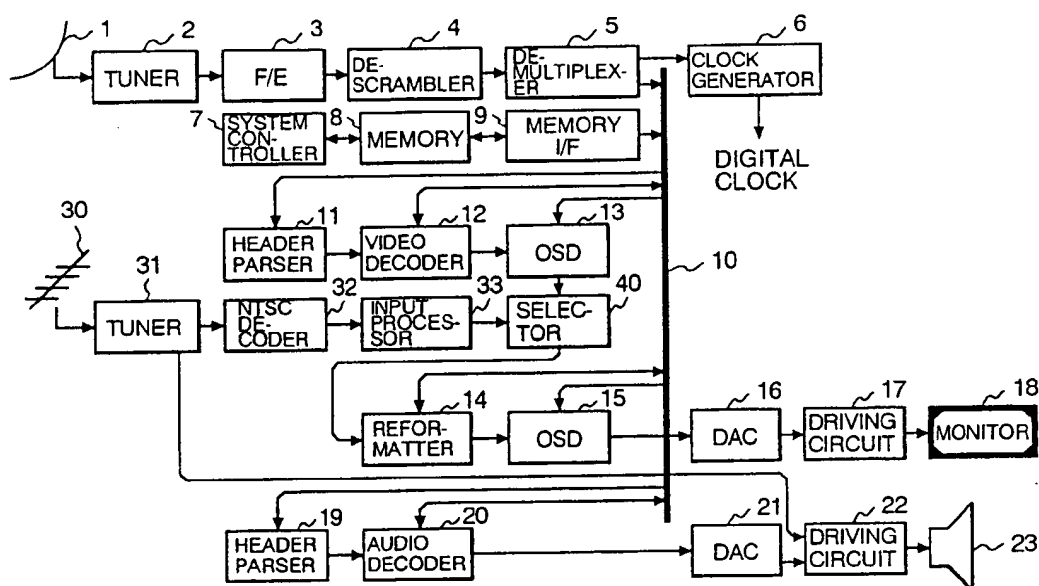 1
2
3
4
5
6
TUNER
F/E
DE-
SCRAMBLER
DE-
MULTIPLEX-
ER
CLOCK
GENERATOR
7
SYSTEM
CON-
TROLLER
8
MEMORY
9
MEMORY
I/F
DIGITAL
CLOCK
11
HEADER
PARSER
12
VIDEO
DECODER
13
OSD
10
30
31
TUNER
32
NTSC
DE-
CODER
33
INPUT
PROCES-
SOR
40
SELEC-
TOR
14
REFOR-
MATTER
15
OSD
16
DAC
17
DRIVING
CIRCUIT
18
MONITOR
19
HEADER
PARSER
20
AUDIO
DECODER
21
DAC
22
DRIVING
CIRCUIT
23